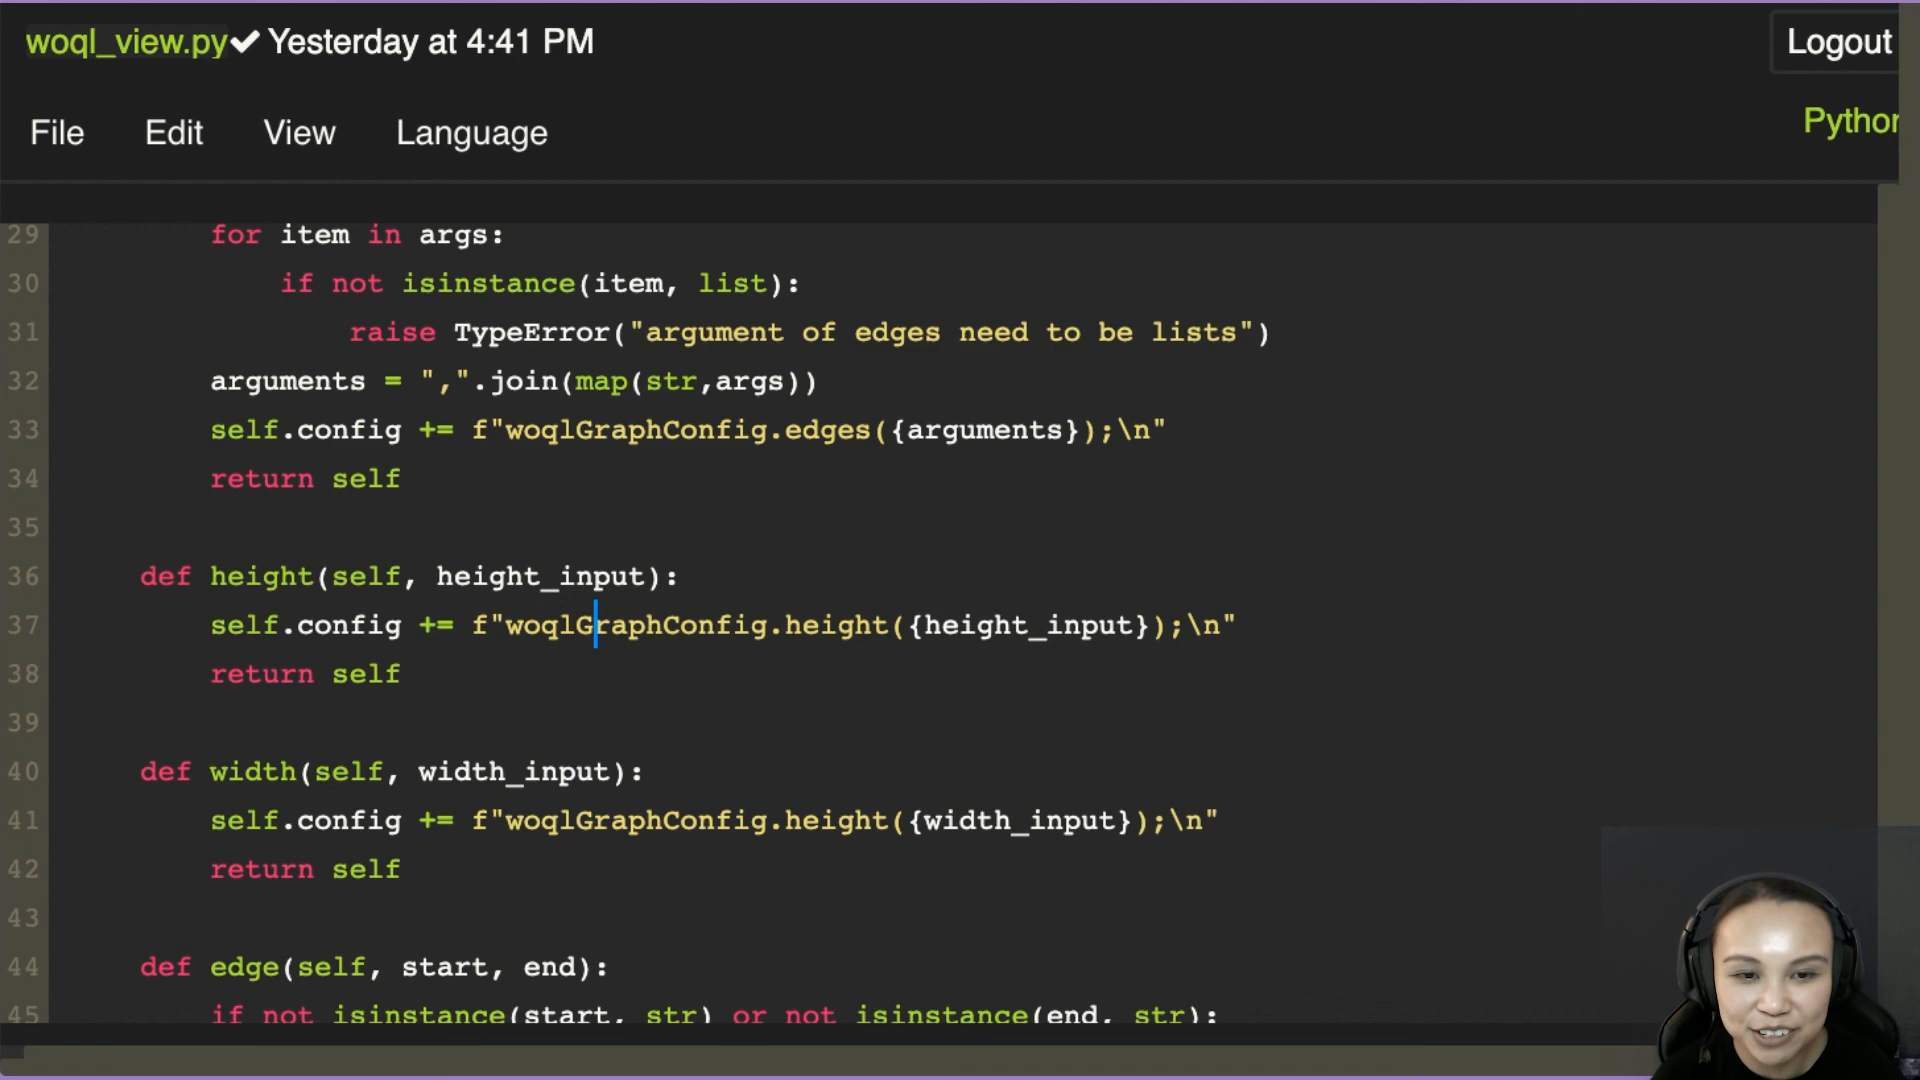 woql_view.py✔ Yesterday at 4:41 PM
Logout
File Edit View Language
Python
29 for item in args:
30 if not isinstance(item, list):
31 raise TypeError("argument of edges need to be lists")
32 arguments = ",".join(map(str,args))
33 self.config += f"woqlGraphConfig.edges({arguments});\n"
34 return self
35
36 def height(self, height_input):
37 self.config += f"woqlGraphConfig.height({height_input});\n"
38 return self
39
40 def width(self, width_input):
41 self.config += f"woqlGraphConfig.height({width_input});\n"
42 return self
43
44 def edge(self, start, end):
45 if not isinstance(start, str) or not isinstance(end, str):